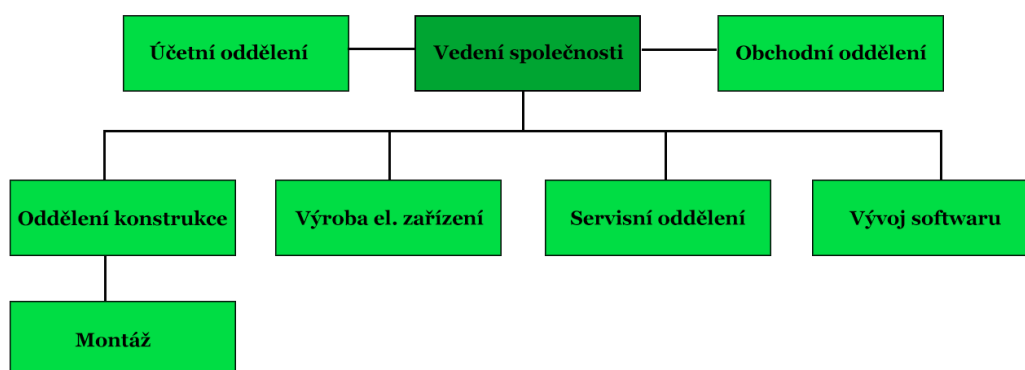 Účetní oddělení
Vedení společnosti
Obchodní oddělení
Oddělení konstrukce
Výroba el. zařízení
Servisní oddělení
Vývoj softwaru
Montáž